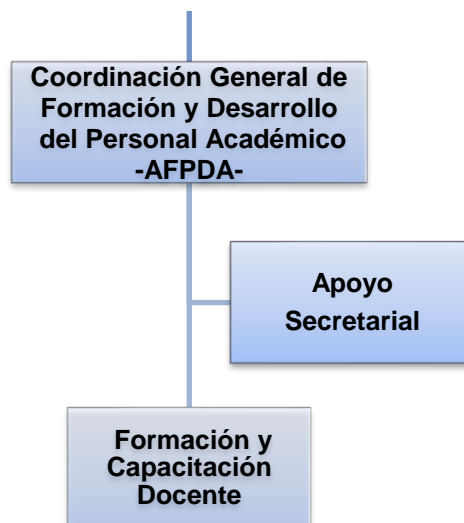 Coordinación General de
Formación y Desarrollo
del Personal Académico
-AFPDA-
Apoyo
Secretarial
Formación y
Capacitación
Docente